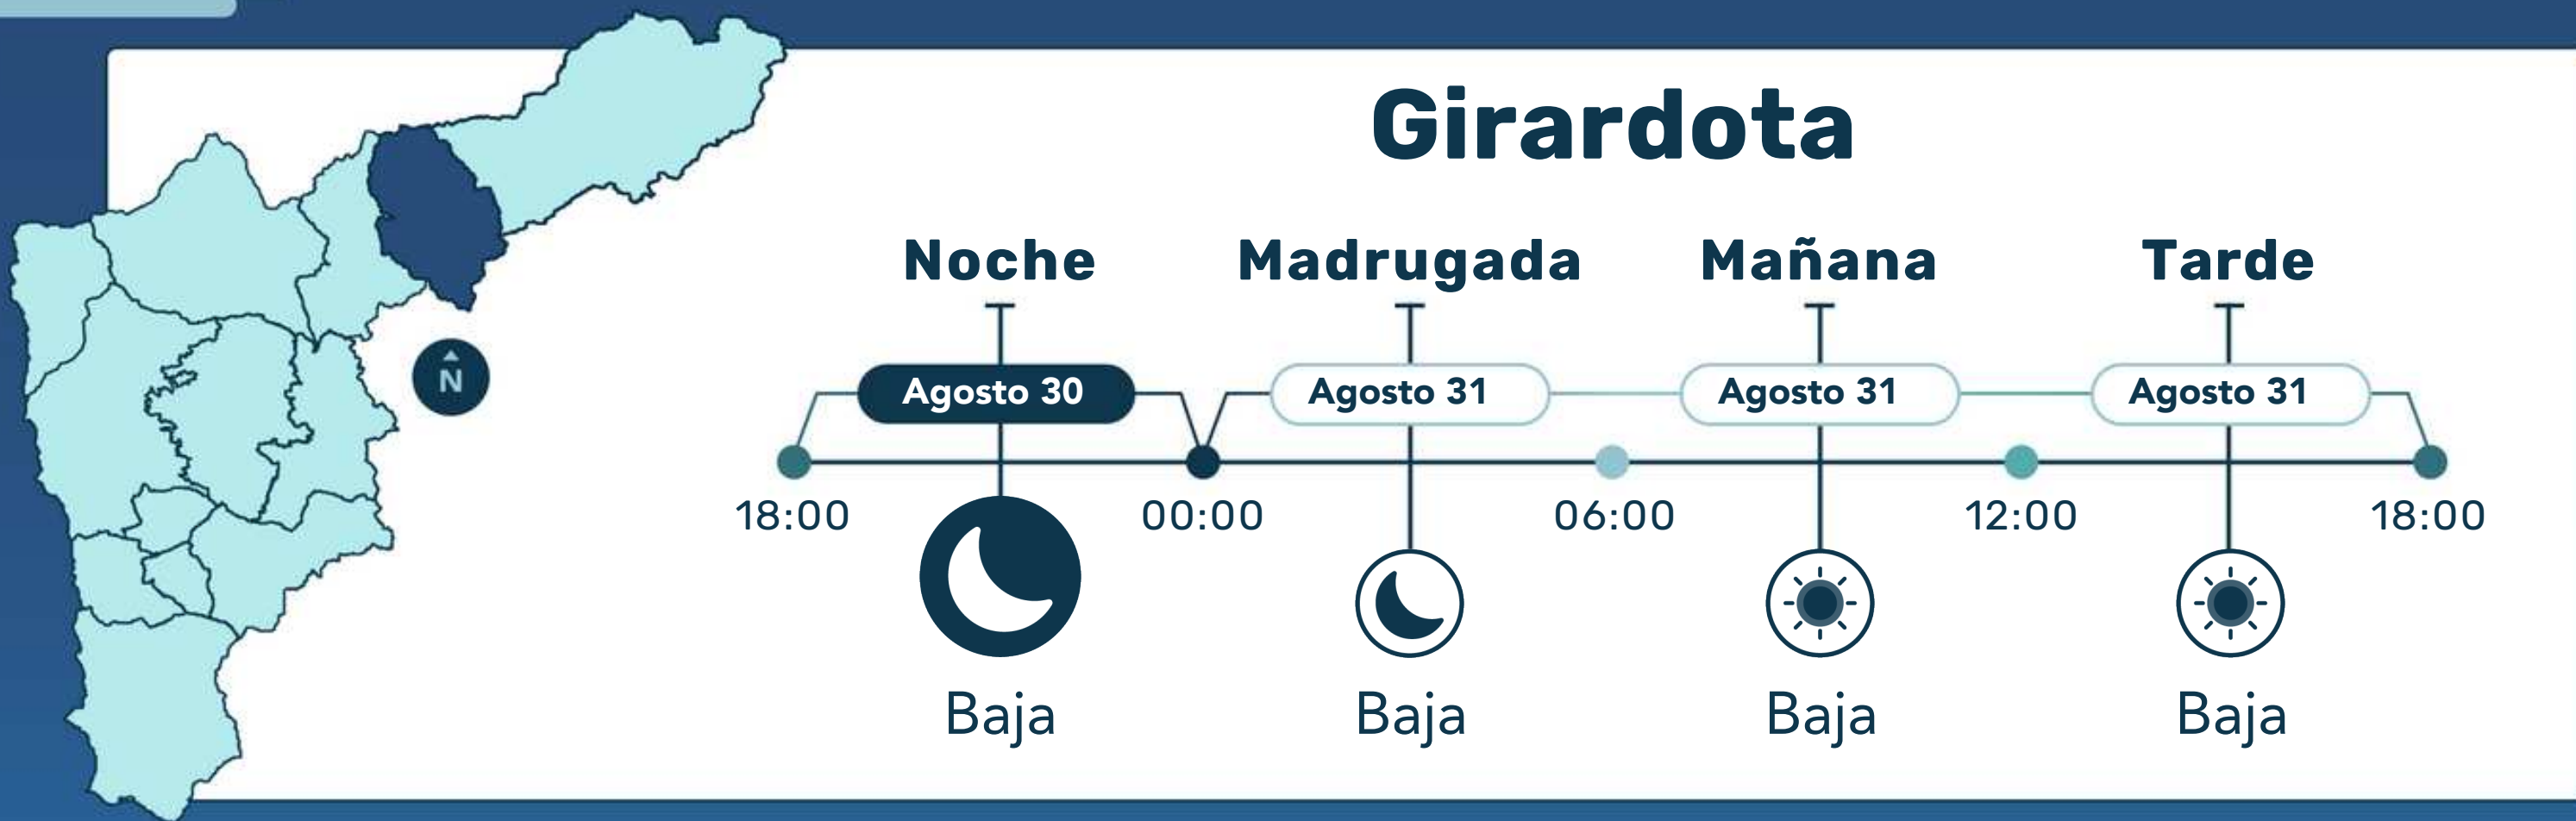 Girardota
Noche
Madrugada
Mañana
Tarde
Agosto 30
Agosto 31
Agosto 31
Agosto 31
N
18:00
00:00
06:00
12:00
18:00
Baja
Baja
Baja
Baja